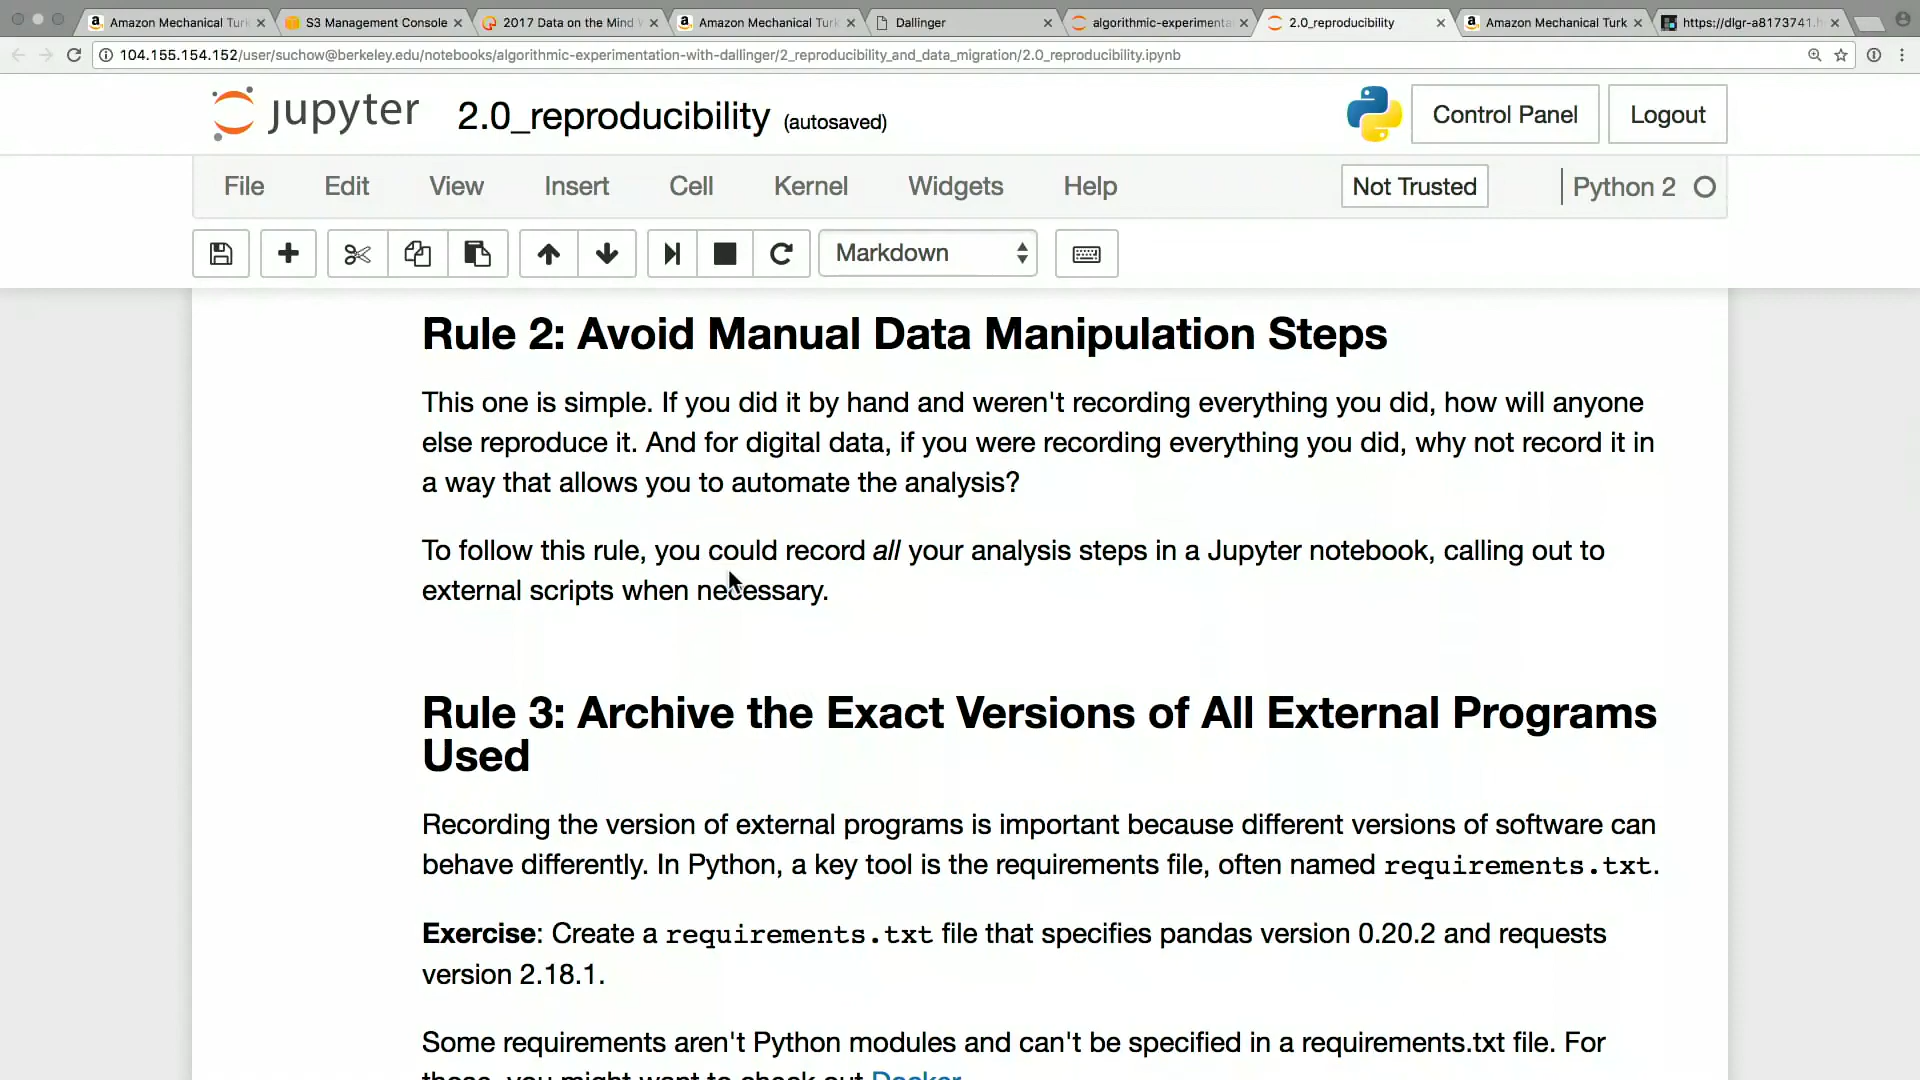 Amazon Mechanical Turk
S3 Management Console
2017 Data on the Mind W
Amazon Mechanical Turk
Dallinger
algorithmic-experimenta
2.0_reproducibility
Amazon Mechanical Turk
https://dlgr-a8173741.h
104.155.154.152/user/suchow@berkeley.edu/notebooks/algorithmic-experimentation-with-dallinger/2_reproducibility_and_data_migration/2.0_reproducibility.ipynb
jupyter 2.0_reproducibility (autosaved)
Control Panel
Logout
File Edit View Insert Cell Kernel Widgets Help
Not Trusted
Python 2
Markdown
Rule 2: Avoid Manual Data Manipulation Steps
This one is simple. If you did it by hand and weren't recording everything you did, how will anyone
else reproduce it. And for digital data, if you were recording everything you did, why not record it in
a way that allows you to automate the analysis?
To follow this rule, you could record all your analysis steps in a Jupyter notebook, calling out to
external scripts when necessary.
Rule 3: Archive the Exact Versions of All External Programs
Used
Recording the version of external programs is important because different versions of software can
behave differently. In Python, a key tool is the requirements file, often named requirements.txt.
Exercise: Create a requirements.txt file that specifies pandas version 0.20.2 and requests
version 2.18.1.
Some requirements aren't Python modules and can't be specified in a requirements.txt file. For
those, you might want to check out Docker